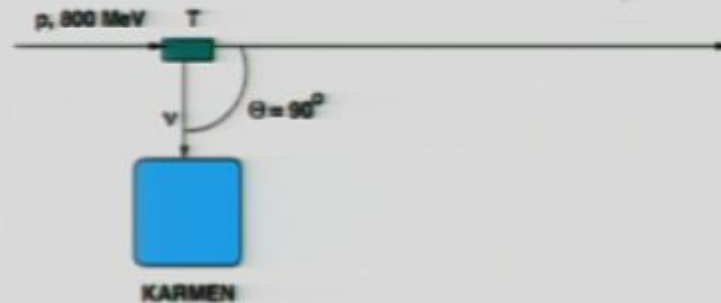 p, 800 MeV T
ν
Θ = 90°
KARMEN